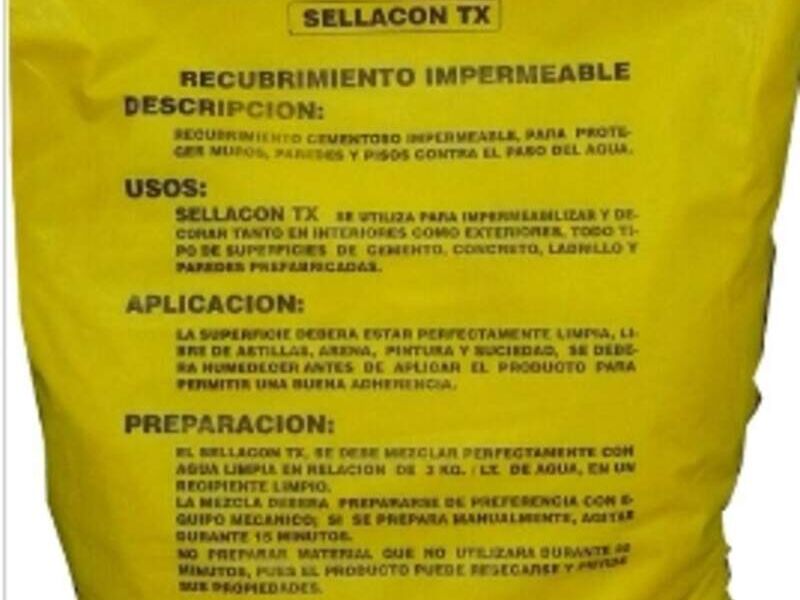 SELLACON TX
RECUBRIMIENTO IMPERMEABLE
DESCRIPCION:
RECUBRIMIENTO CEMENTOSO IMPERMEABLE, PARA PROTE-
GER MUROS, PAREDES Y PISOS CONTRA EL PASO DEL AGUA.
USOS:
SELLACON TX SE UTILIZA PARA IMPERMEABILIZAR Y DE-
CORAR TANTO EN INTERIORES COMO EXTERIORES, TODO TI-
PO DE SUPERFICIES DE CEMENTO, CONCRETO, LADRILLO Y
PAREDES PREFABRICADAS.
APLICACION:
LA SUPERFICIE DEBERA ESTAR PERFECTAMENTE LIMPIA, LI-
BRE DE ASTILLAS, ARENA, PINTURA Y SUCIEDAD, SE DEBE-
RA HUMEDECER ANTES DE APLICAR EL PRODUCTO PARA
PERMITIR UNA BUENA ADHERENCIA.
PREPARACION:
EL SELLACON TX, SE DEBE MEZCLAR PERFECTAMENTE CON
AGUA LIMPIA EN RELACION DE 3 KG. / LT. DE AGUA, EN UN
RECIPIENTE LIMPIO.
LA MEZCLA DEBERA PREPARARSE DE PREFERENCIA CON E-
QUIPO MECANICO; SI SE PREPARA MANUALMENTE, AGITAR
DURANTE 15 MINUTOS.
NO PREPARAR MATERIAL QUE NO UTILIZARA DURANTE
MINUTOS, PUES EL PRODUCTO PUEDE RESECARSE Y
SUS PROPIEDADES.